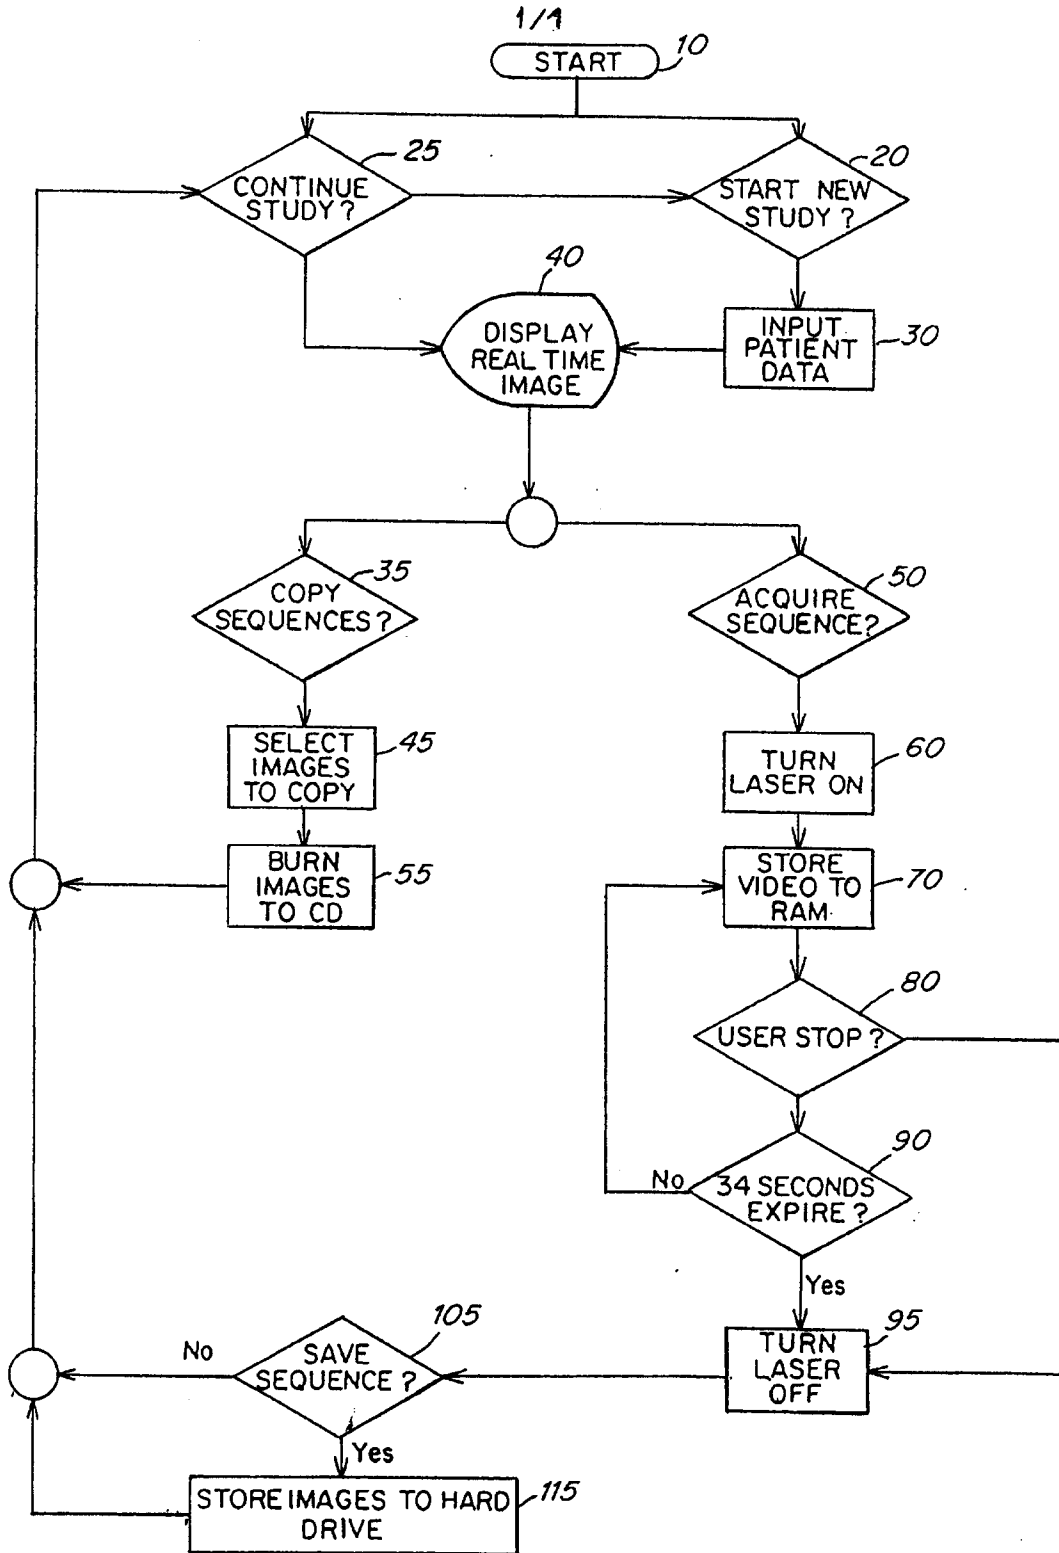 1/1
START
10
CONTINUE
STUDY?
25
START NEW
STUDY?
20
40
DISPLAY
REAL TIME
IMAGE
INPUT
PATIENT
DATA
30
COPY
SEQUENCES?
35
ACQUIRE
SEQUENCE?
50
SELECT
IMAGES
TO COPY
45
TURN
LASER ON
60
BURN
IMAGES
TO CD
55
STORE
VIDEO TO
RAM
70
USER STOP?
80
34 SECONDS
EXPIRE?
90
No
Yes
TURN
LASER
OFF
95
SAVE
SEQUENCE?
105
No
Yes
STORE IMAGES TO HARD
DRIVE
115